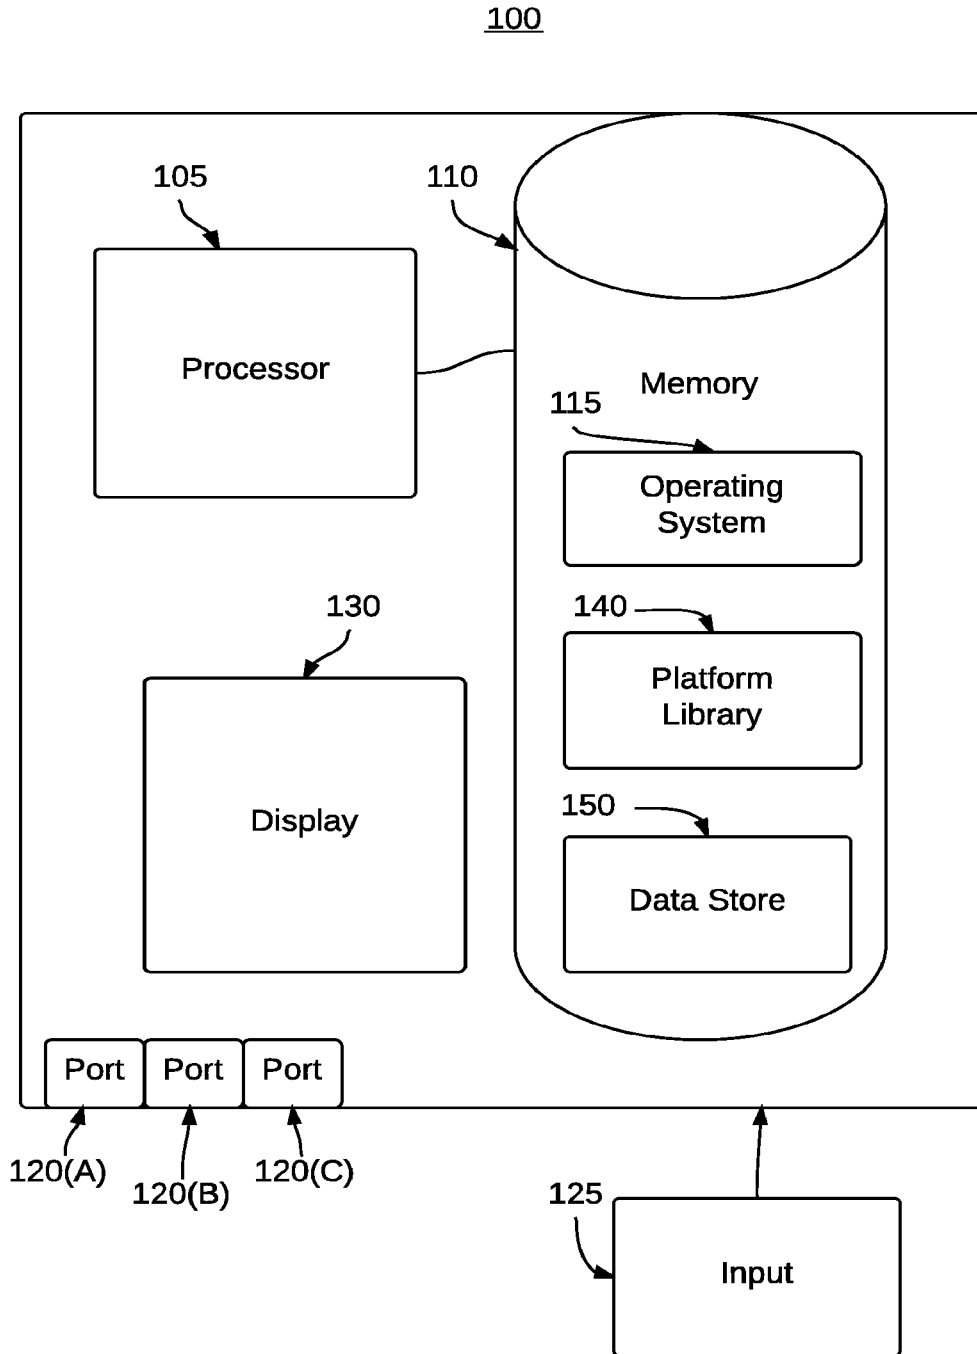 100
105
110
Processor
Memory
115
Operating
System
130
140
Platform
Library
Display
150
Data Store
Port Port Port
120(A)
120(B)
120(C)
125
Input